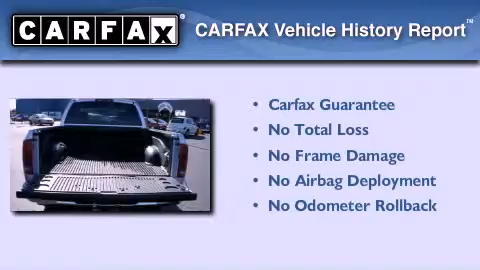 CARFAX® CARFAX Vehicle History Report™
• Carfax Guarantee
• No Total Loss
• No Frame Damage
• No Airbag Deployment
• No Odometer Rollback